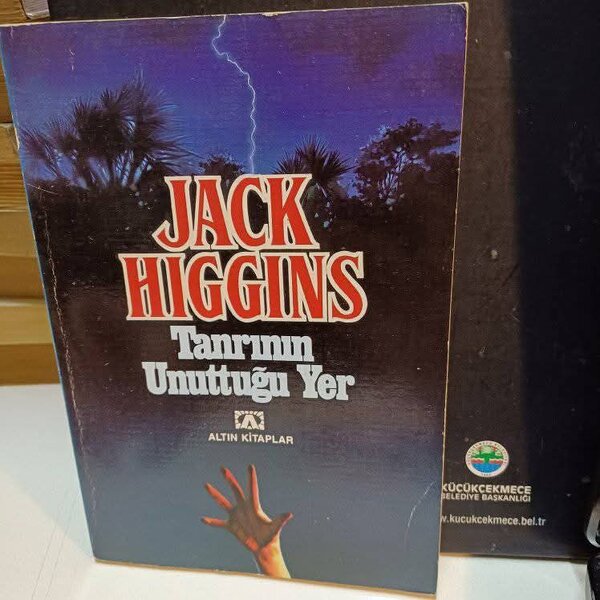 JACK
HIGGINS
Tanrının
Unuttuğu Yer
ALTIN KİTAPLAR
KÜÇÜKÇEKMECE
BELEDİYE BAŞKANLIĞI
w.kucukcekmece.bel.tr